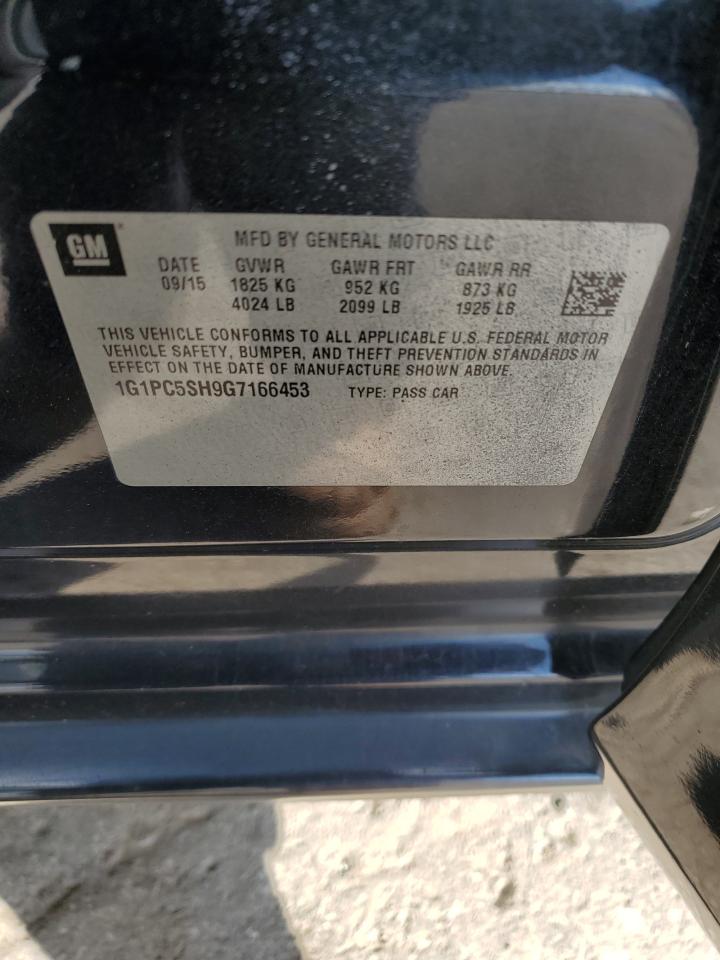 GM
MFD BY GENERAL MOTORS LLC
DATE GVWR GAWR FRT GAWR RR
09/15 1825 KG 952 KG 873 KG
4024 LB 2099 LB 1925 LB
THIS VEHICLE CONFORMS TO ALL APPLICABLE U.S. FEDERAL MOTOR
VEHICLE SAFETY, BUMPER, AND THEFT PREVENTION STANDARDS IN
EFFECT ON THE DATE OF MANUFACTURE SHOWN ABOVE.
1G1PC5SH9G7166453 TYPE: PASS CAR